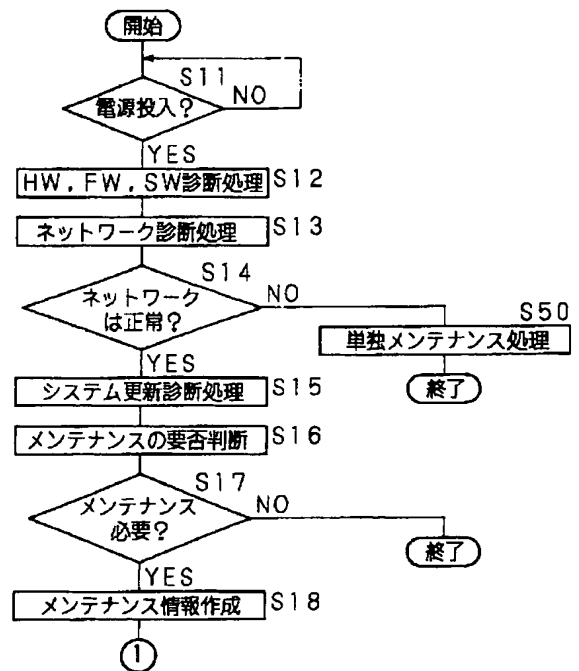 開始
S11
電源投入?
NO
YES
HW,FW,SW診断処理 S12
ネットワーク診断処理 S13
S14
ネットワーク
は正常?
NO
S50
単独メンテナンス処理
終了
YES
システム更新診断処理 S15
メンテナンスの要否判断 S16
S17
メンテナンス
必要?
NO
終了
YES
メンテナンス情報作成 S18
1